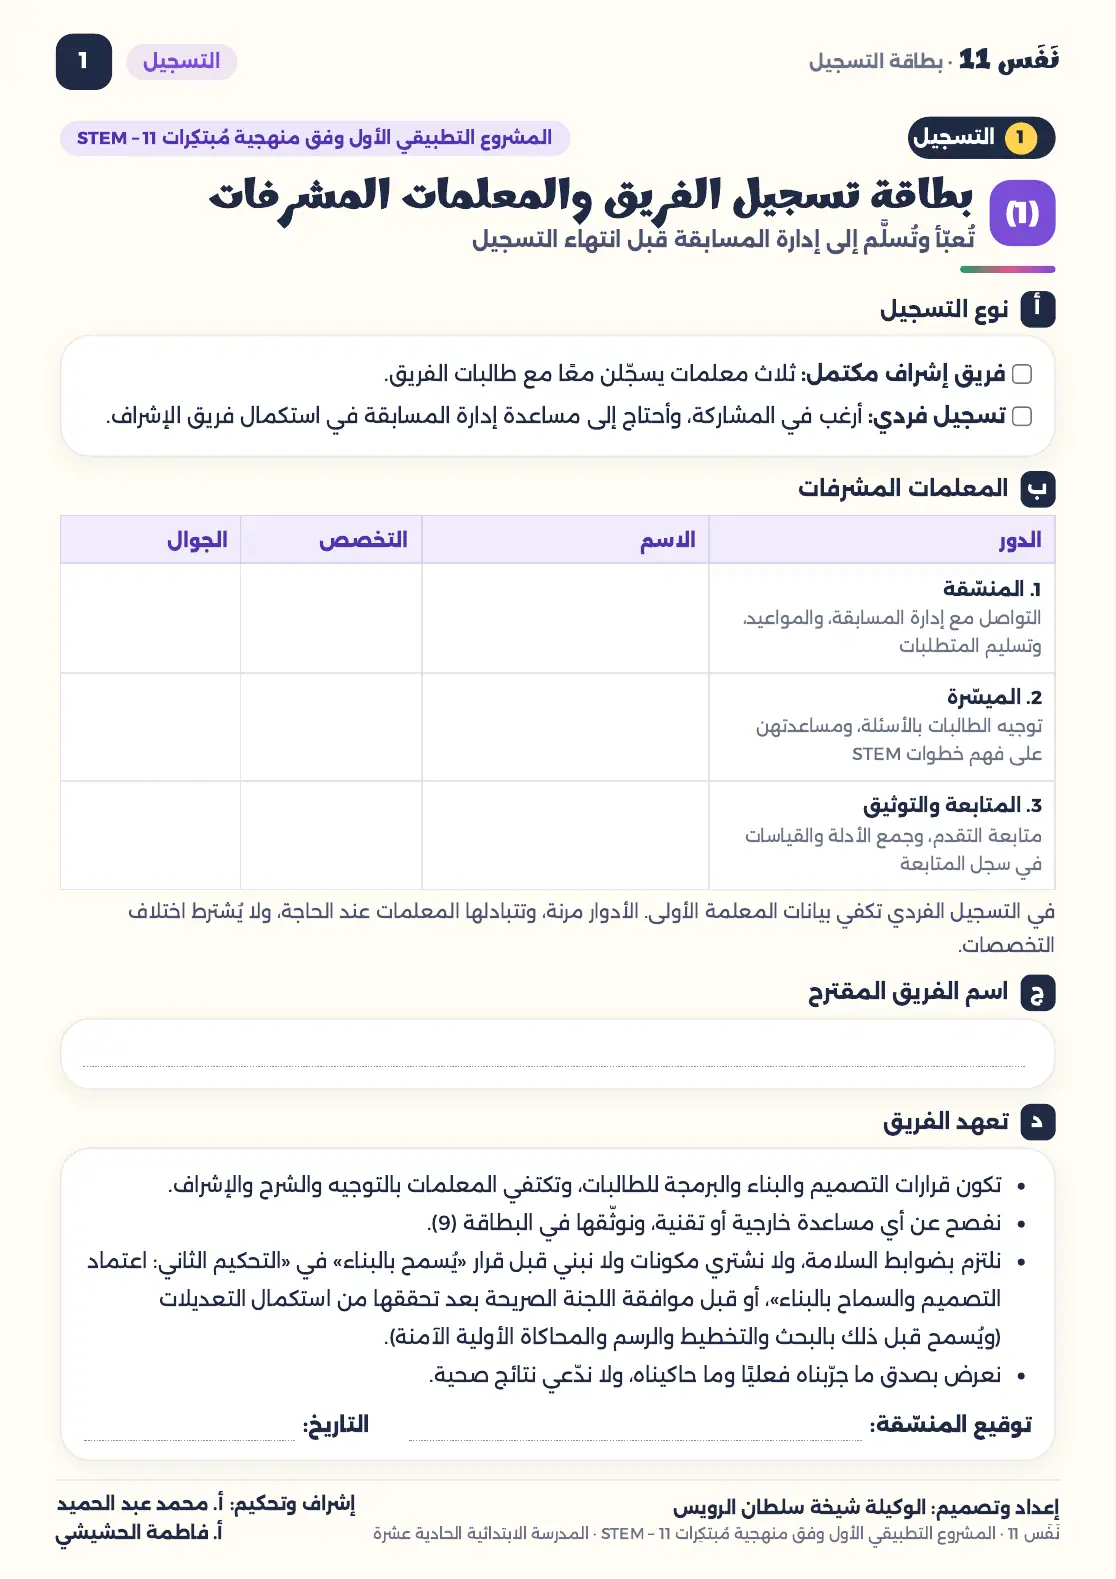 نَفَس 11 · بطاقة التسجيل
التسجيل
1
1 التسجيل
المشروع التطبيقي الأول وفق منهجية مُبتكِرات STEM – 11
(1)
بطاقة تسجيل الفريق والمعلمات المشرفات
تُعبّأ وتُسلَّم إلى إدارة المسابقة قبل انتهاء التسجيل
أ نوع التسجيل
فريق إشراف مكتمل: ثلاث معلمات يسجّلن معًا مع طالبات الفريق.
تسجيل فردي: أرغب في المشاركة، وأحتاج إلى مساعدة إدارة المسابقة في استكمال فريق الإشراف.
ب المعلمات المشرفات
الدور الاسم التخصص الجوال
1. المنسّقة
التواصل مع إدارة المسابقة، والمواعيد،
وتسليم المتطلبات
2. الميسّرة
توجيه الطالبات بالأسئلة، ومساعدتهن
على فهم خطوات STEM
3. المتابعة والتوثيق
متابعة التقدم، وجمع الأدلة والقياسات
في سجل المتابعة
في التسجيل الفردي تكفي بيانات المعلمة الأولى. الأدوار مرنة، وتتبادلها المعلمات عند الحاجة، ولا يُشترط اختلاف
التخصصات.
ج اسم الفريق المقترح
د تعهد الفريق
• تكون قرارات التصميم والبناء والبرمجة للطالبات، وتكتفي المعلمات بالتوجيه والشرح والإشراف.
• نفصح عن أي مساعدة خارجية أو تقنية، ونوثّقها في البطاقة (9).
• نلتزم بضوابط السلامة، ولا نشتري مكونات ولا نبني قبل قرار «يُسمح بالبناء» في «التحكيم الثاني: اعتماد
التصميم والسماح بالبناء»، أو قبل موافقة اللجنة الصريحة بعد تحققها من استكمال التعديلات
(ويُسمح قبل ذلك بالبحث والتخطيط والرسم والمحاكاة الأولية الآمنة).
• نعرض بصدق ما جرّبناه فعليًا وما حاكيناه، ولا ندّعي نتائج صحية.
توقيع المنسّقة: التاريخ:
إعداد وتصميم: الوكيلة شيخة سلطان الرويس
نَفَس 11 · المشروع التطبيقي الأول وفق منهجية مُبتكِرات STEM – 11 · المدرسة الابتدائية الحادية عشرة
إشراف وتحكيم: أ. محمد عبد الحميد
أ. فاطمة الحشيشي